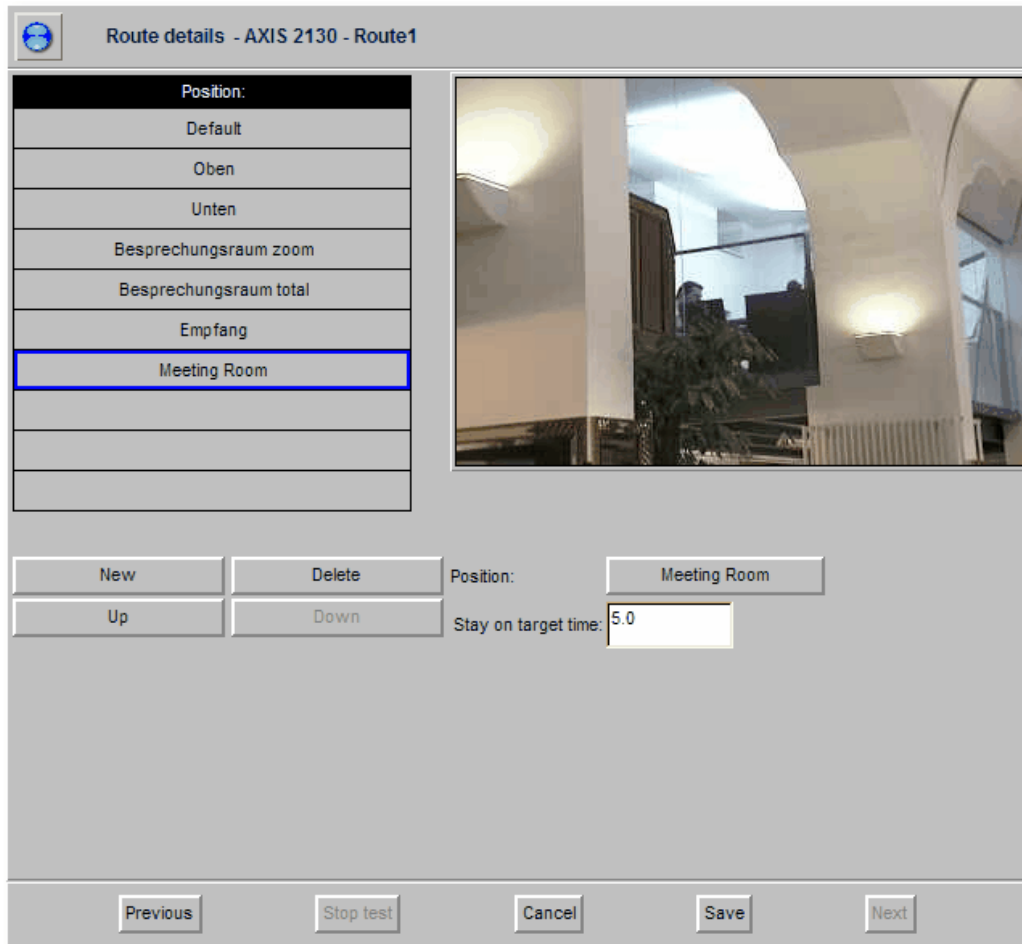 Route details - AXIS 2130 - Route1
Position:
Default
Oben
Unten
Besprechungsraum zoom
Besprechungsraum total
Empfang
Meeting Room
New
Delete
Position:
Meeting Room
Up
Down
Stay on target time:
5.0
Previous
Stop test
Cancel
Save
Next